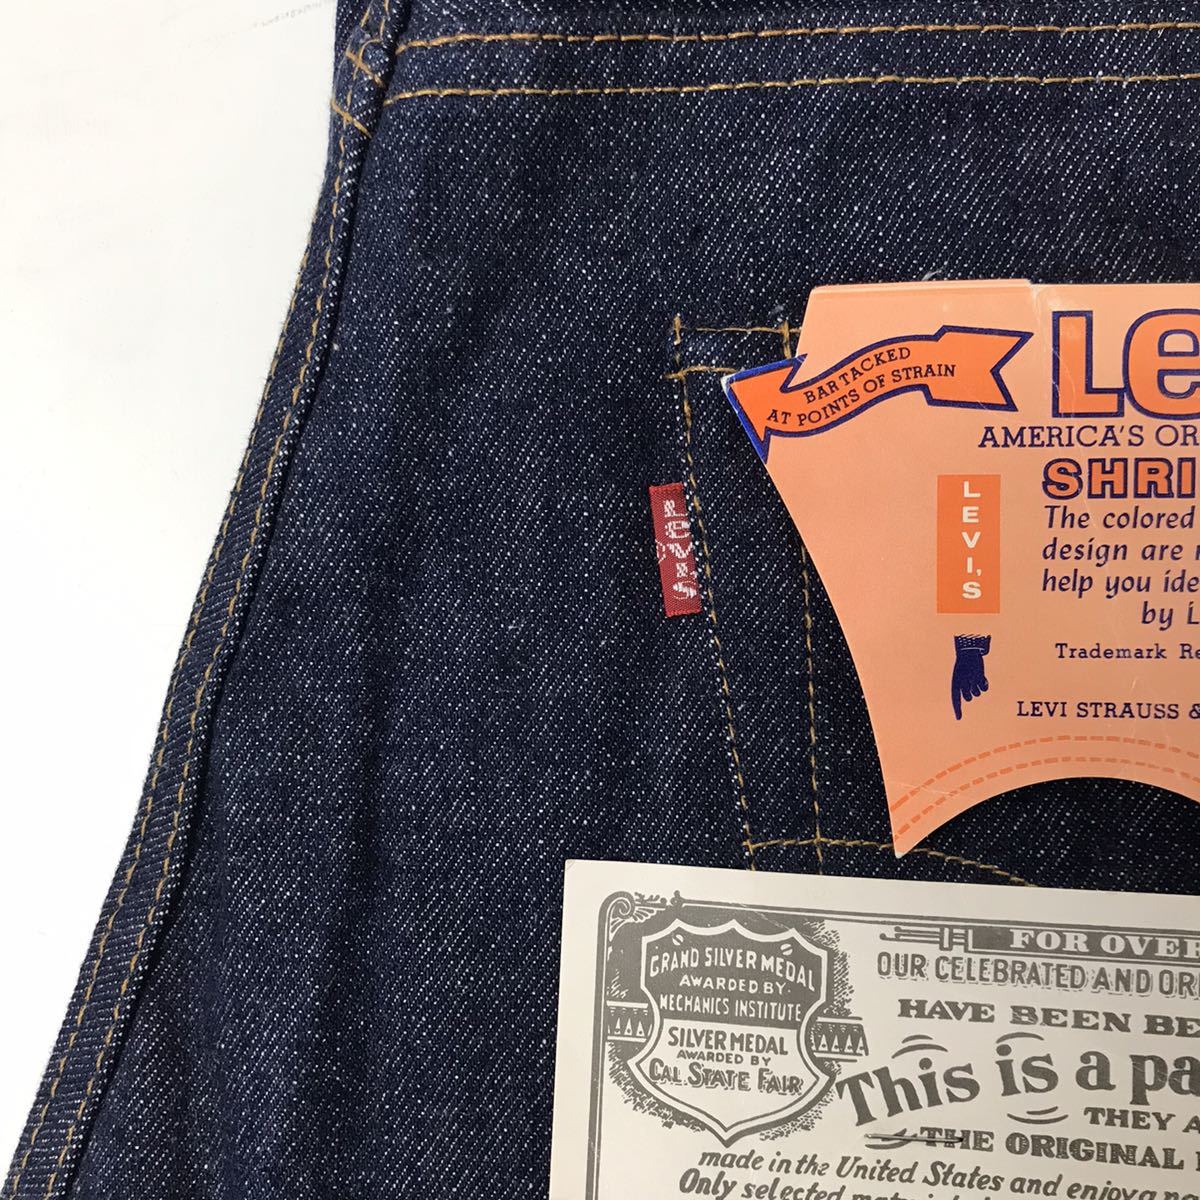 BAR TACKED
AT POINTS OF STRAIN
LE
AMERICA'S OR
SHRI
LEVI'S
The colored
design are
help you ide
by L
Trademark Re
LEVI STRAUSS &
LEVI'S
FOR OVER
OUR CELEBRATED AND OR
HAVE BEEN BE
This is a pa
THEY A
THE ORIGINAL
made in the United States and enjoy a
Only selected
GRAND SILVER MEDAL
AWARDED BY
MECHANICS INSTITUTE
SILVER MEDAL
AWARDED BY
CAL. STATE FAIR